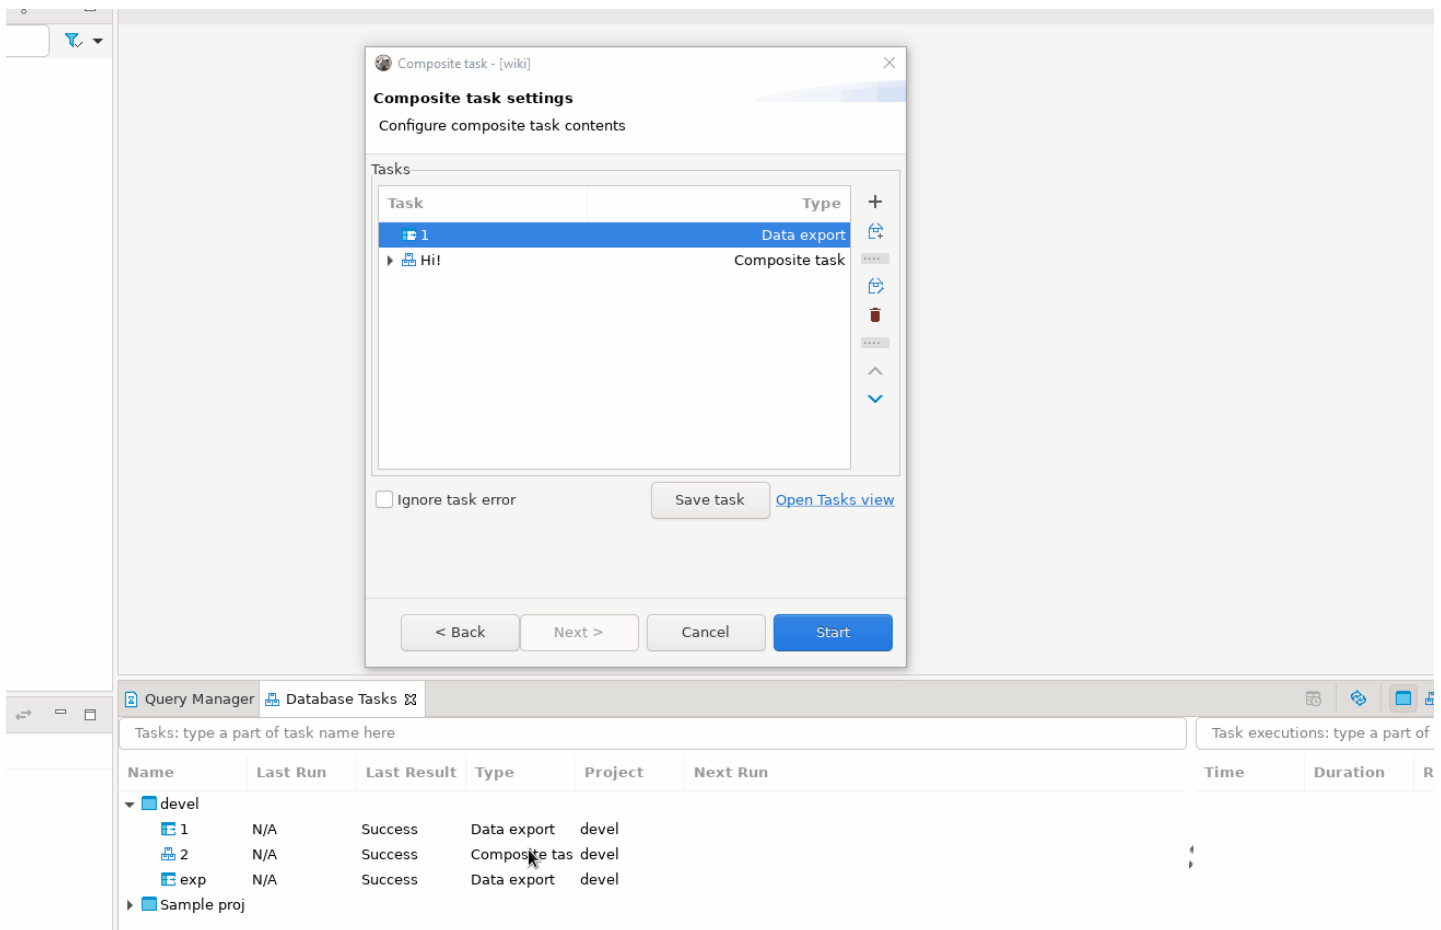 Composite task - [wiki]
Composite task settings
Configure composite task contents
Tasks
Task Type
1 Data export
Hi! Composite task
Ignore task error Save task Open Tasks view
< Back Next > Cancel Start
Query Manager Database Tasks
Tasks: type a part of task name here Task executions: type a part of
Name Last Run Last Result Type Project Next Run Time Duration R
devel
1 N/A Success Data export devel
2 N/A Success Composite tas devel
exp N/A Success Data export devel
Sample proj